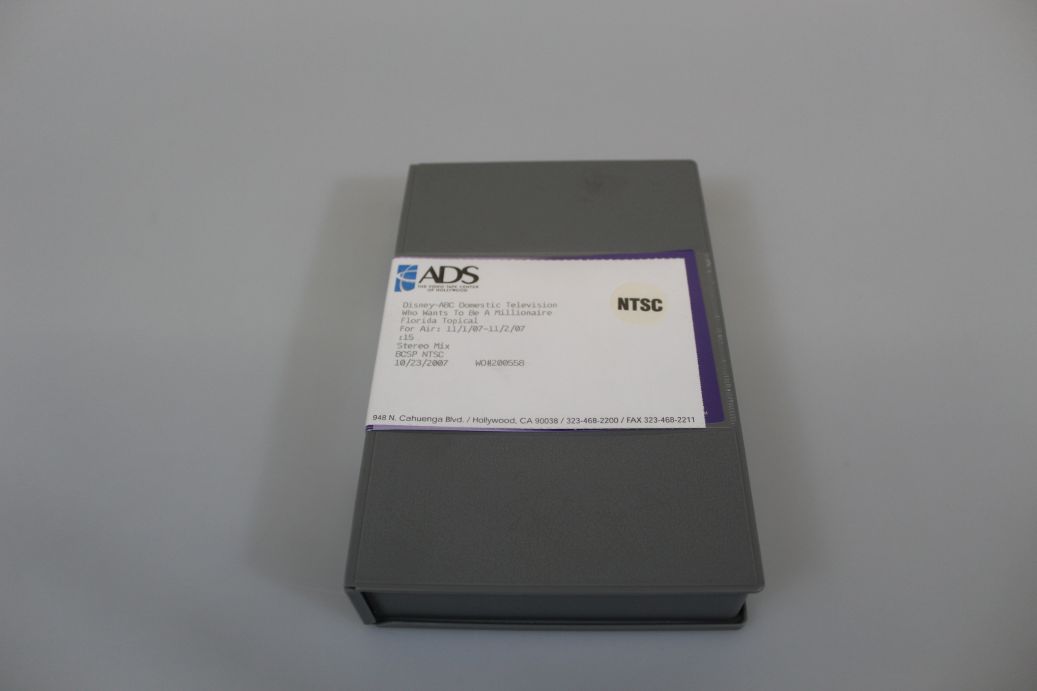 ADS
THE VIDEO TAPE CENTER
OF HOLLYWOOD
NTSC
Disney-ABC Domestic Television
Who Wants To Be A Millionaire
Florida Topical
For Air: 11/1/07-11/2/07
:15
Stereo Mix
BCSP NTSC
10/23/2007 WO#200558
948 N. Cahuenga Blvd. / Hollywood, CA 90038 / 323-468-2200 / FAX 323-468-2211